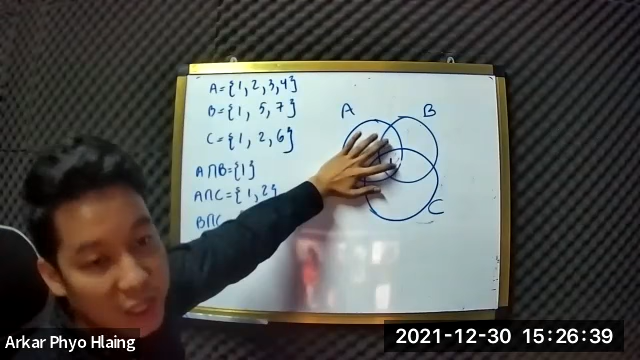 A={1,2,3,4}
B={1,5,7}
C={1,2,6}
A∩B={1}
A∩C={1,2}
B∩C
A
B
C
Arkar Phyo Hlaing
2021-12-30 15:26:39